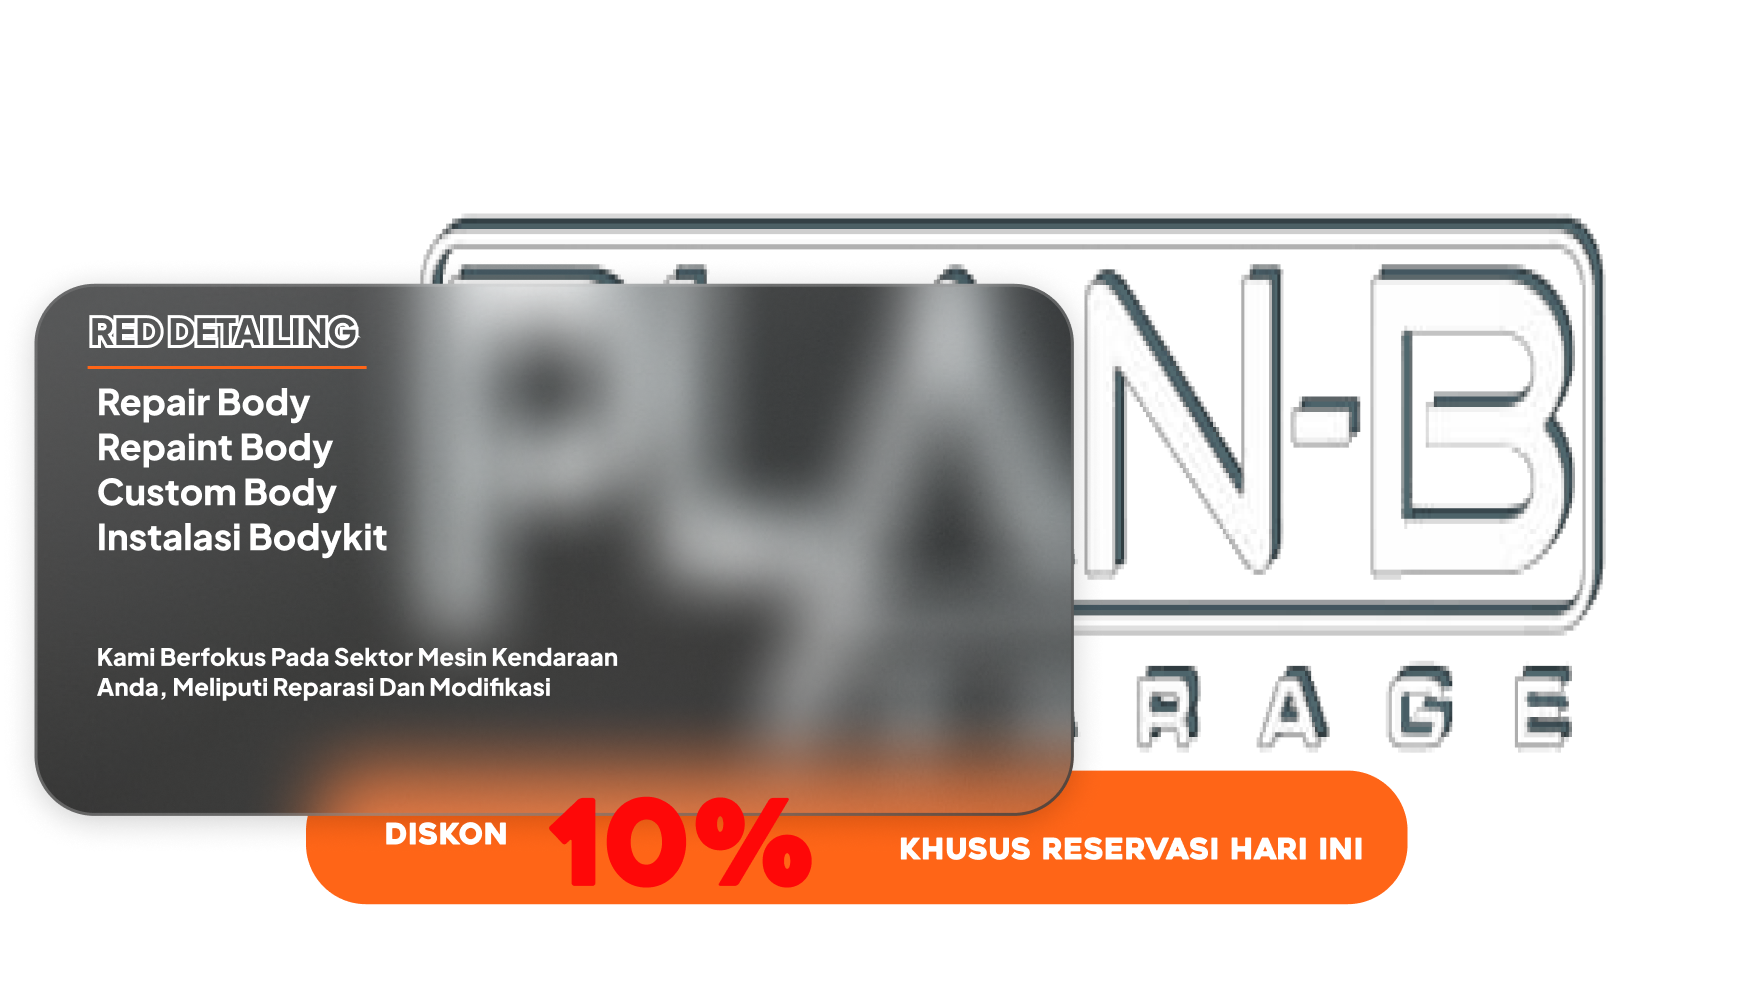 PLAN-B
RED DETAILING
Repair Body
Repaint Body
Custom Body
Instalasi Bodykit
Kami Berfokus Pada Sektor Mesin Kendaraan
Anda, Meliputi Reparasi Dan Modifikasi
RAGE
DISKON 10% KHUSUS RESERVASI HARI INI